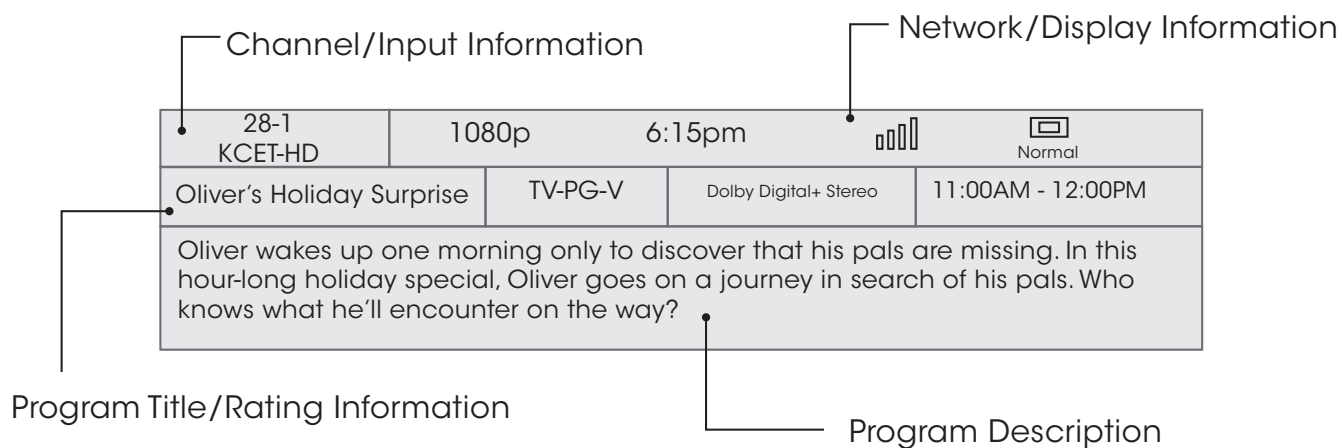 Channel/Input Information
Network/Display Information
28-1
KCET-HD
1080p
6:15pm
Normal
Oliver's Holiday Surprise
TV-PG-V
Dolby Digital+ Stereo
11:00AM - 12:00PM
Oliver wakes up one morning only to discover that his pals are missing. In this
hour-long holiday special, Oliver goes on a journey in search of his pals. Who
knows what he'll encounter on the way?
Program Title/Rating Information
Program Description